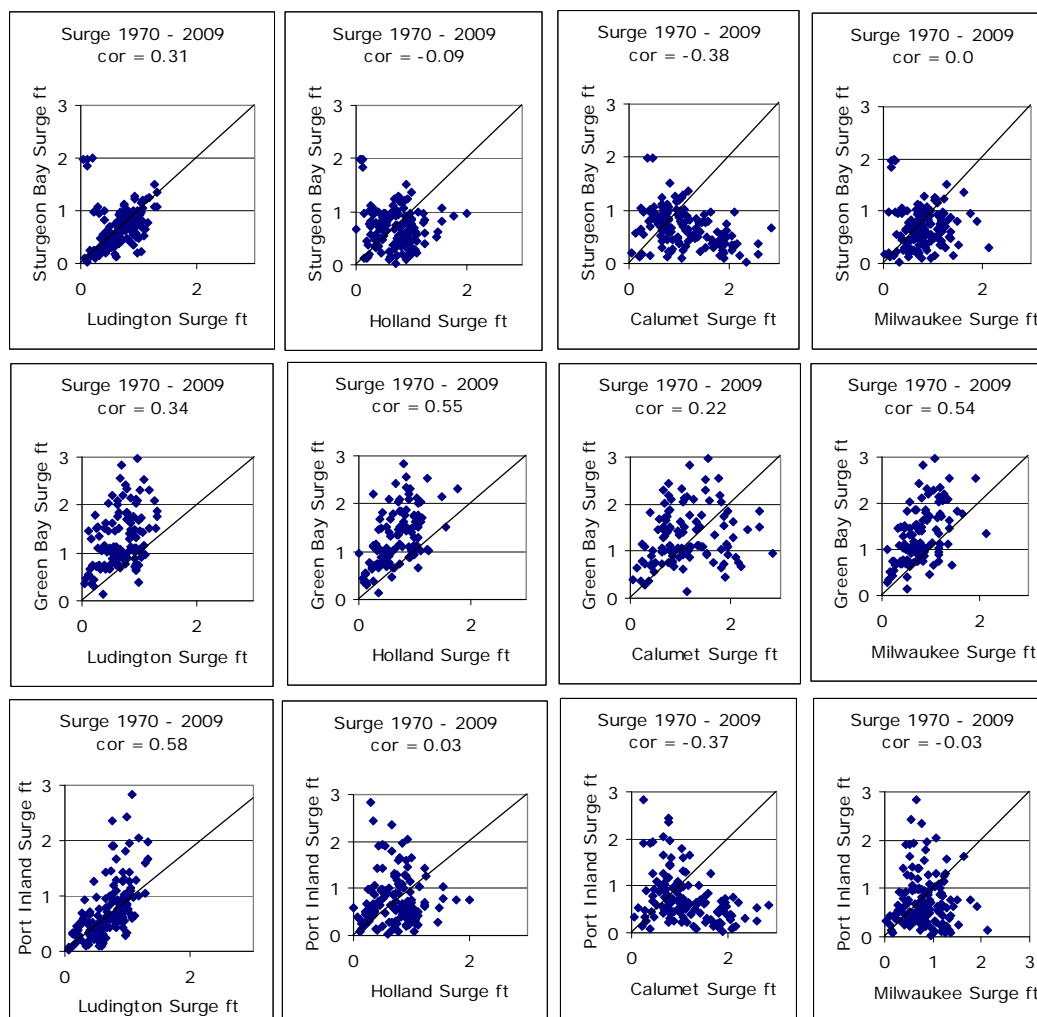 Surge 1970 - 2009
cor = 0.31
3
2
1
0
0
2
Sturgeon Bay Surge ft
Ludington Surge ft
Surge 1970 - 2009
cor = -0.09
3
2
1
0
0
2
Sturgeon Bay Surge ft
Holland Surge ft
Surge 1970 - 2009
cor = -0.38
3
2
1
0
0
2
Sturgeon Bay Surge ft
Calumet Surge ft
Surge 1970 - 2009
cor = 0.0
3
2
1
0
0
2
Sturgeon Bay Surge ft
Milwaukee Surge ft
Surge 1970 - 2009
cor = 0.34
3
2
1
0
0
2
Green Bay Surge ft
Ludington Surge ft
Surge 1970 - 2009
cor = 0.55
3
2
1
0
0
2
Green Bay Surge ft
Holland Surge ft
Surge 1970 - 2009
cor = 0.22
3
2
1
0
0
2
Green Bay Surge ft
Calumet Surge ft
Surge 1970 - 2009
cor = 0.54
3
2
1
0
0
2
Green Bay Surge ft
Milwaukee Surge ft
Surge 1970 - 2009
cor = 0.58
3
2
1
0
0
2
Port Inland Surge ft
Ludington Surge ft
Surge 1970 - 2009
cor = 0.03
3
2
1
0
0
2
Port Inland Surge ft
Holland Surge ft
Surge 1970 - 2009
cor = -0.37
3
2
1
0
0
2
Port Inland Surge ft
Calumet Surge ft
Surge 1970 - 2009
cor = -0.03
3
2
1
0
0
1
2
3
Port Inland Surge ft
Milwaukee Surge ft